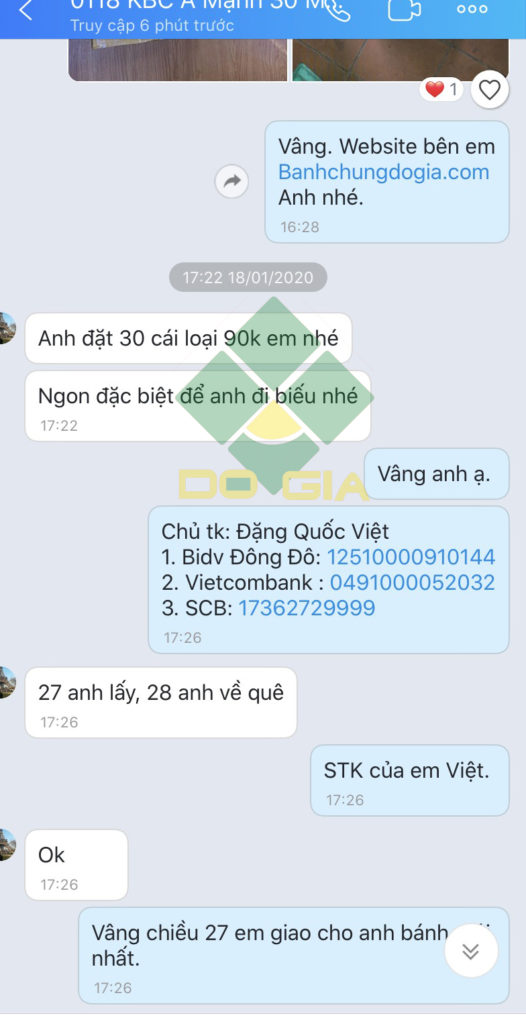 0118 KBC A Mạnh 30 M
Truy cập 6 phút trước
1
Vâng. Website bên em
Banhchungdogia.com
Anh nhé.
16:28
17:22 18/01/2020
Anh đặt 30 cái loại 90k em nhé
Ngon đặc biệt để anh đi biếu nhé
17:22
DO GIA
Vâng anh ạ.
Chủ tk: Đặng Quốc Việt
1. Bidv Đông Đô: 12510000910144
2. Vietcombank : 0491000052032
3. SCB: 17362729999
17:26
27 anh lấy, 28 anh về quê
17:26
STK của em Việt.
17:26
Ok
17:26
Vâng chiều 27 em giao cho anh bánh
nhất.
17:26